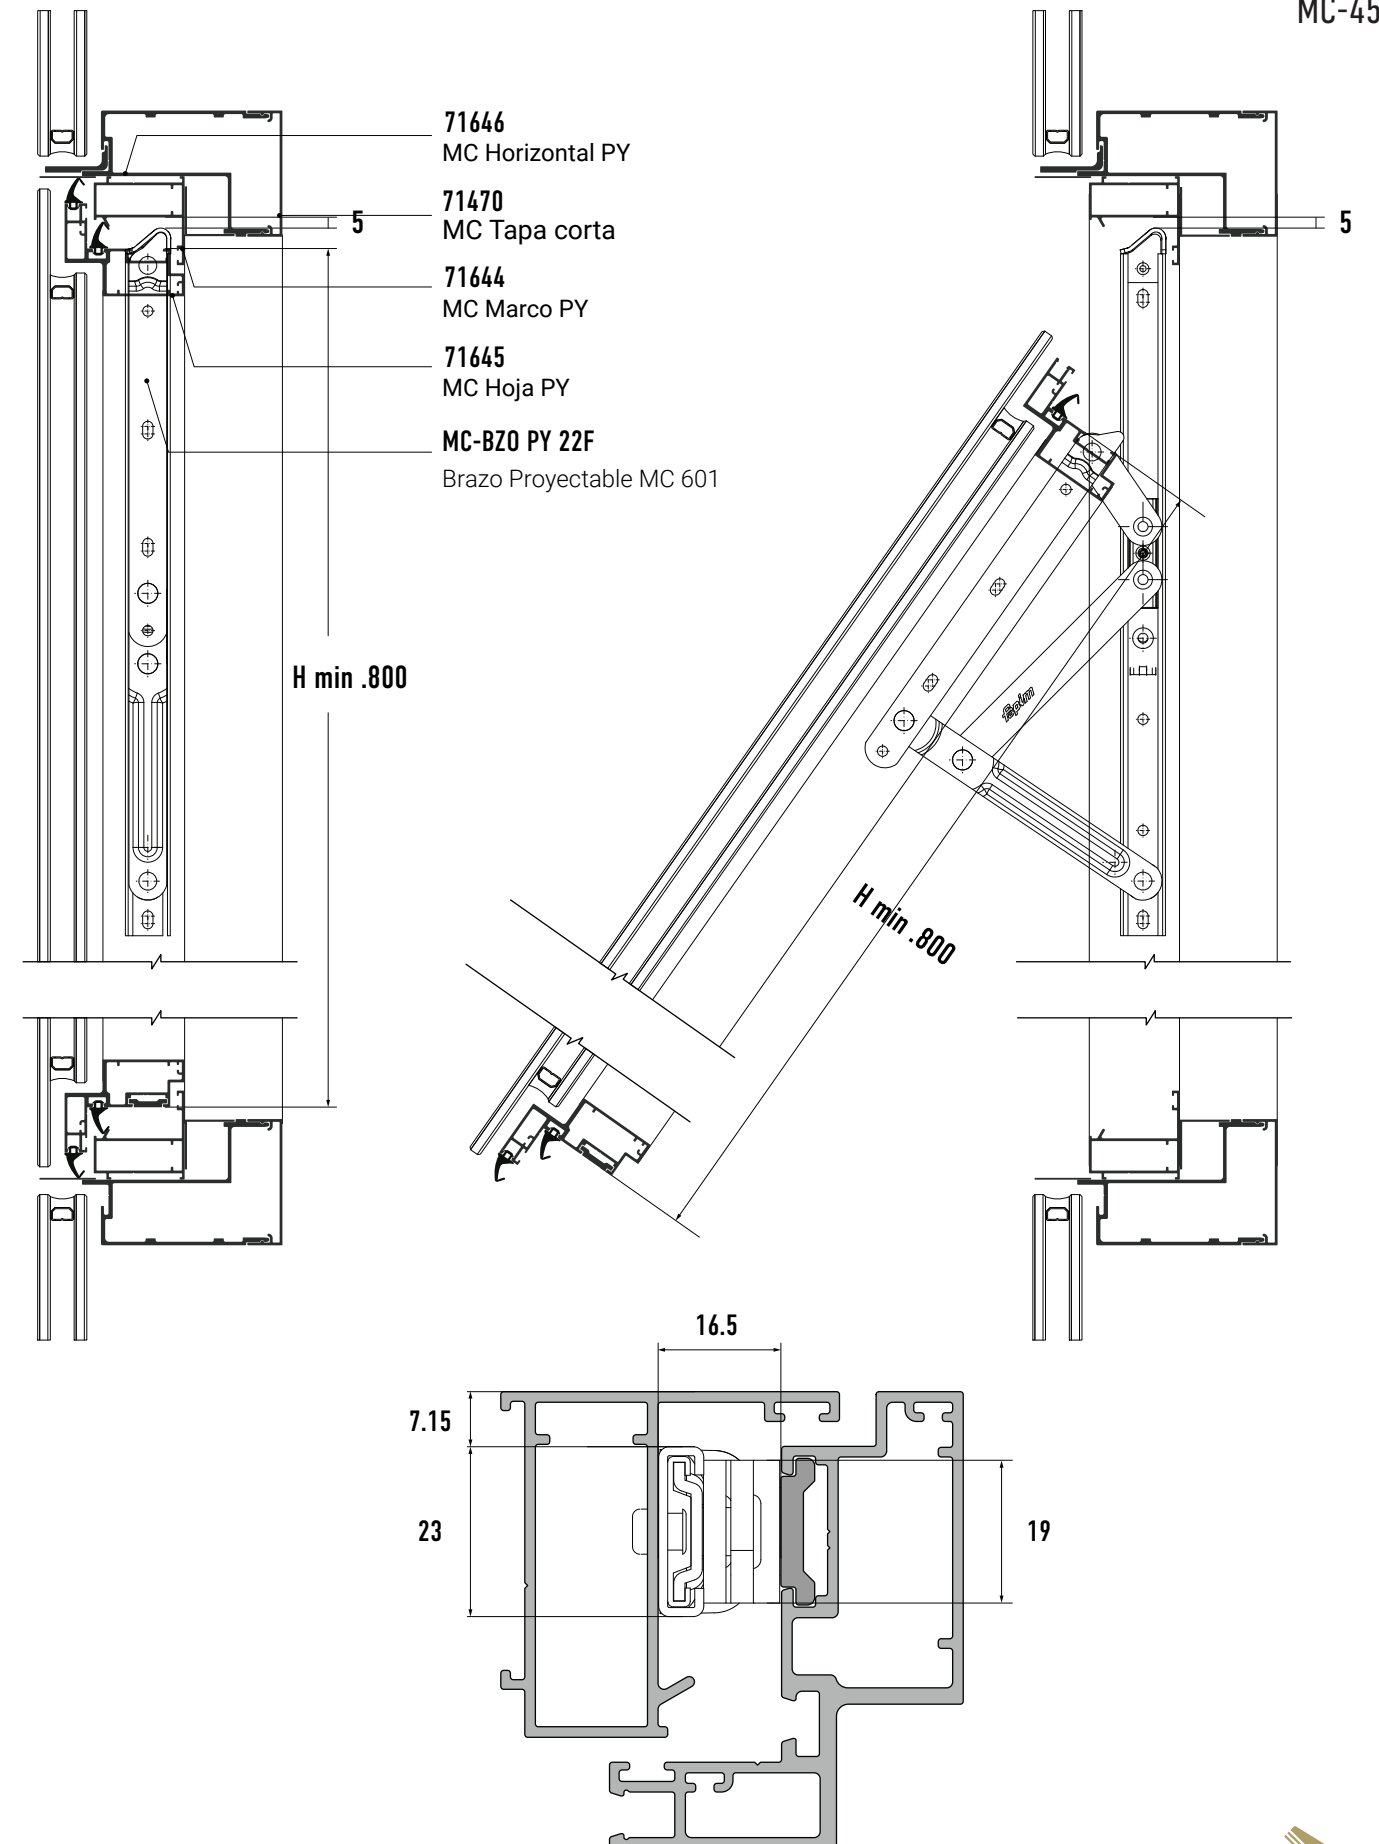 MC-45
71646
MC Horizontal PY
71470
MC Tapa corta
5
71644
MC Marco PY
71645
MC Hoja PY
MC-BZO PY 22F
Brazo Proyectable MC 601
5
H min .800
fapim
H min .800
16.5
7.15
23
19